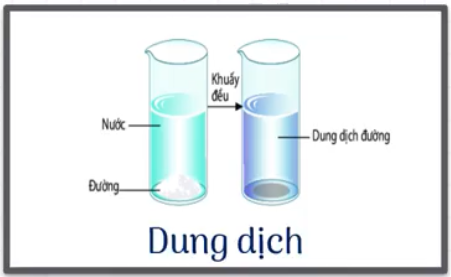 Khuấy
đều
Nước
Dung dịch đường
Đường
Dung dịch